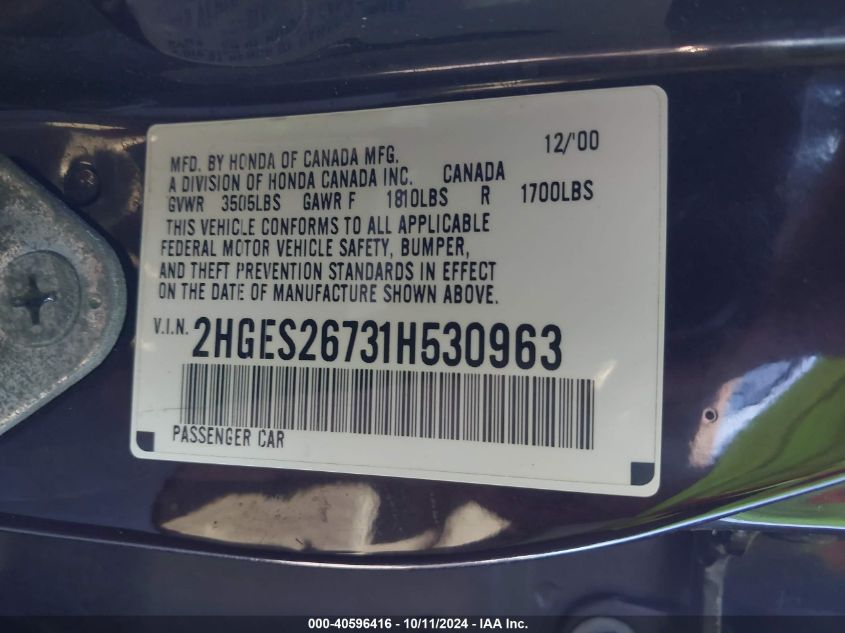 12/'00
MFD. BY HONDA OF CANADA MFG.
A DIVISION OF HONDA CANADA INC. CANADA
GVWR 3505LBS GAWR F 1810LBS R 1700LBS
THIS VEHICLE CONFORMS TO ALL APPLICABLE
FEDERAL MOTOR VEHICLE SAFETY, BUMPER,
AND THEFT PREVENTION STANDARDS IN EFFECT
ON THE DATE OF MANUFACTURE SHOWN ABOVE.
V.I.N. 2HGES26731H530963
PASSENGER CAR
000-40596416 - 10/11/2024 - IAA Inc.